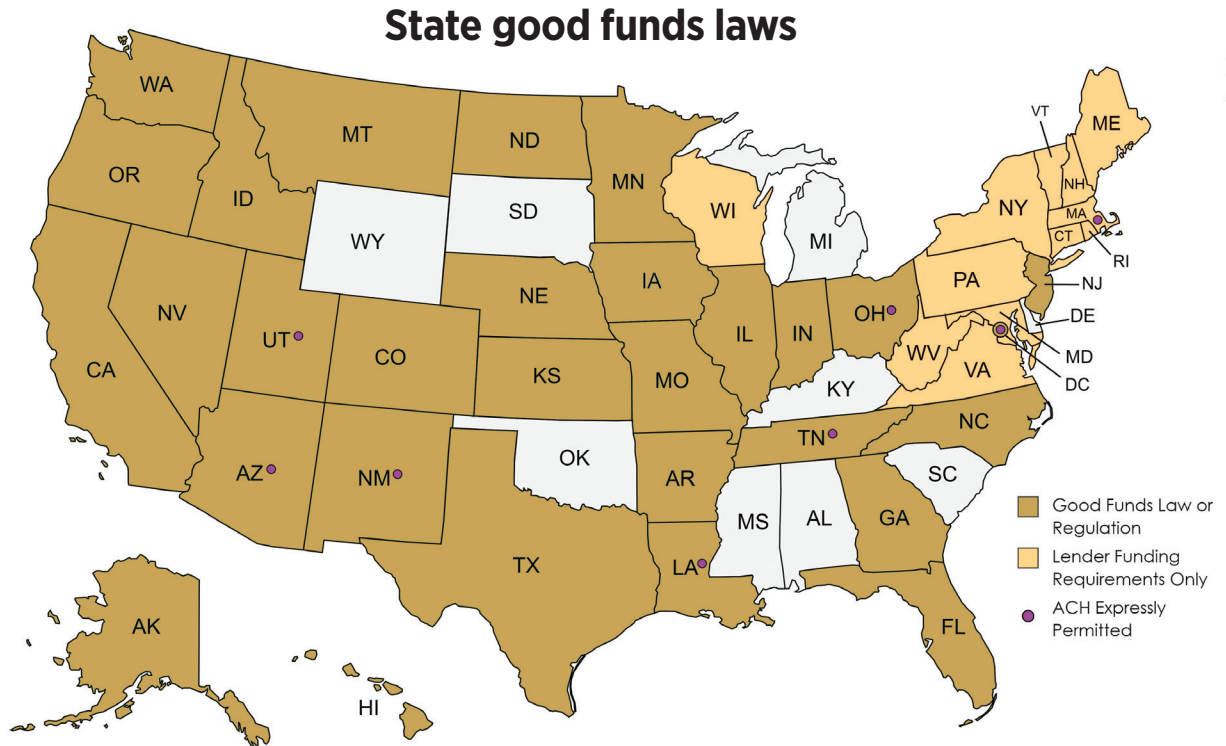 State good funds laws
WA
OR
ID
MT
ND
MN
SD
WY
WI
MI
VT
ME
NH
NY
MA
CT
RI
PA
NJ
DE
MD
DC
NV
UT
CO
NE
IA
IL
IN
OH
CA
KS
MO
KY
WV
VA
AZ
NM
OK
AR
TN
NC
SC
MS
AL
GA
TX
LA
FL
AK
HI
Good Funds Law or
Regulation
Lender Funding
Requirements Only
ACH Expressly
Permitted